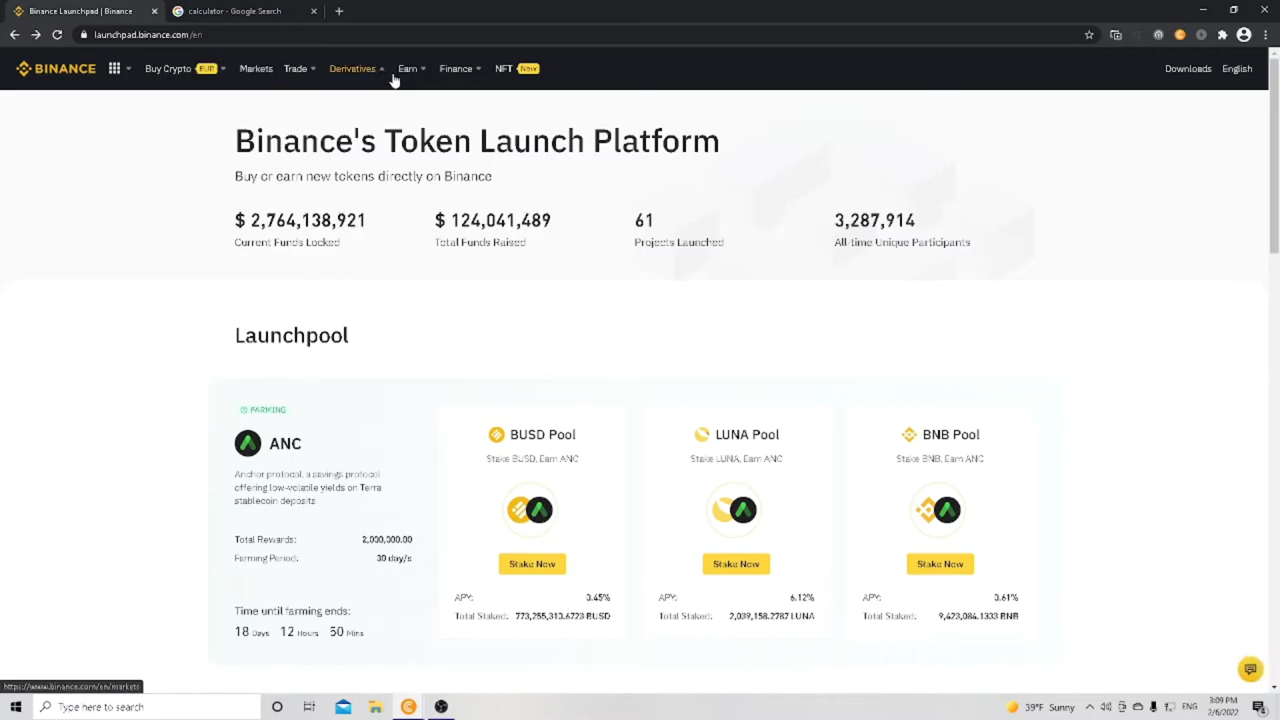 Binance Launchpad | Binance
calculator - Google Search
launchpad.binance.com/en
BINANCE Buy Crypto EUR Markets Trade Derivatives Earn Finance NFT New Downloads English
Binance's Token Launch Platform
Buy or earn new tokens directly on Binance
$ 2,764,138,921 $ 124,041,489 61 3,287,914
Current Funds Locked Total Funds Raised Projects Launched All-time Unique Participants
Launchpool
FARMING
ANC
Anchor protocol, a savings protocol
offering low-volatile yields on Terra
stablecoin deposits
Total Rewards: 2,000,000.00
Farming Period: 30 day/s
Time until farming ends:
18 Days 12 Hours 50 Mins
BUSD Pool
Stake BUSD, Earn ANC
Stake Now
APY: 0.45%
Total Staked: 773,255,310.6723 BUSD
LUNA Pool
Stake LUNA, Earn ANC
Stake Now
APY: 6.12%
Total Staked: 2,039,158.2787 LUNA
BNB Pool
Stake BNB, Earn ANC
Stake Now
APY: 0.61%
Total Staked: 9,423,084.1333 BNB
https://www.binance.com/en/markets
Type here to search
39°F Sunny
3:09 PM
2/6/2022